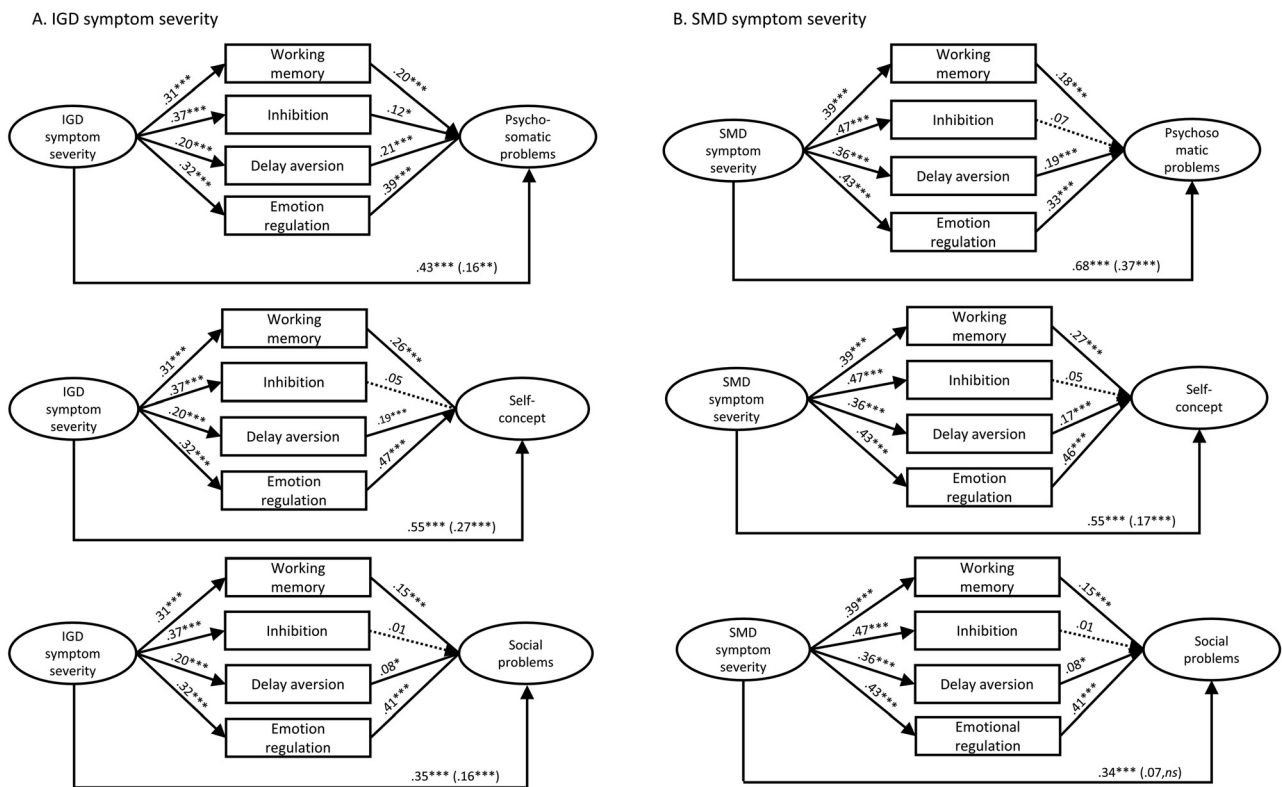 A. IGD symptom severity
IGD
symptom
severity
Working
memory
Inhibition
Delay aversion
Emotion
regulation
Psycho-
somatic
problems
.31***
.37***
.20***
.32***
.20***
.12*
.21***
.39***
.43*** (.16**)
IGD
symptom
severity
Working
memory
Inhibition
Delay aversion
Emotion
regulation
Self-
concept
.31***
.37***
.20***
.32***
.26***
.05
.19***
.47***
.55*** (.27***)
IGD
symptom
severity
Working
memory
Inhibition
Delay aversion
Emotion
regulation
Social
problems
.31***
.37***
.20***
.32***
.15***
.01
.08*
.41***
.35*** (.16***)
B. SMD symptom severity
SMD
symptom
severity
Working
memory
Inhibition
Delay aversion
Emotion
regulation
Psychoso
matic
problems
.39***
.47***
.36***
.43***
.18***
.07
.19***
.33***
.68*** (.37***)
SMD
symptom
severity
Working
memory
Inhibition
Delay aversion
Emotion
regulation
Self-
concept
.39***
.47***
.36***
.43***
.27***
.05
.17***
.46***
.55*** (.17***)
SMD
symptom
severity
Working
memory
Inhibition
Delay aversion
Emotional
regulation
Social
problems
.39***
.47***
.36***
.43***
.15***
.01
.08*
.41***
.34*** (.07,ns)